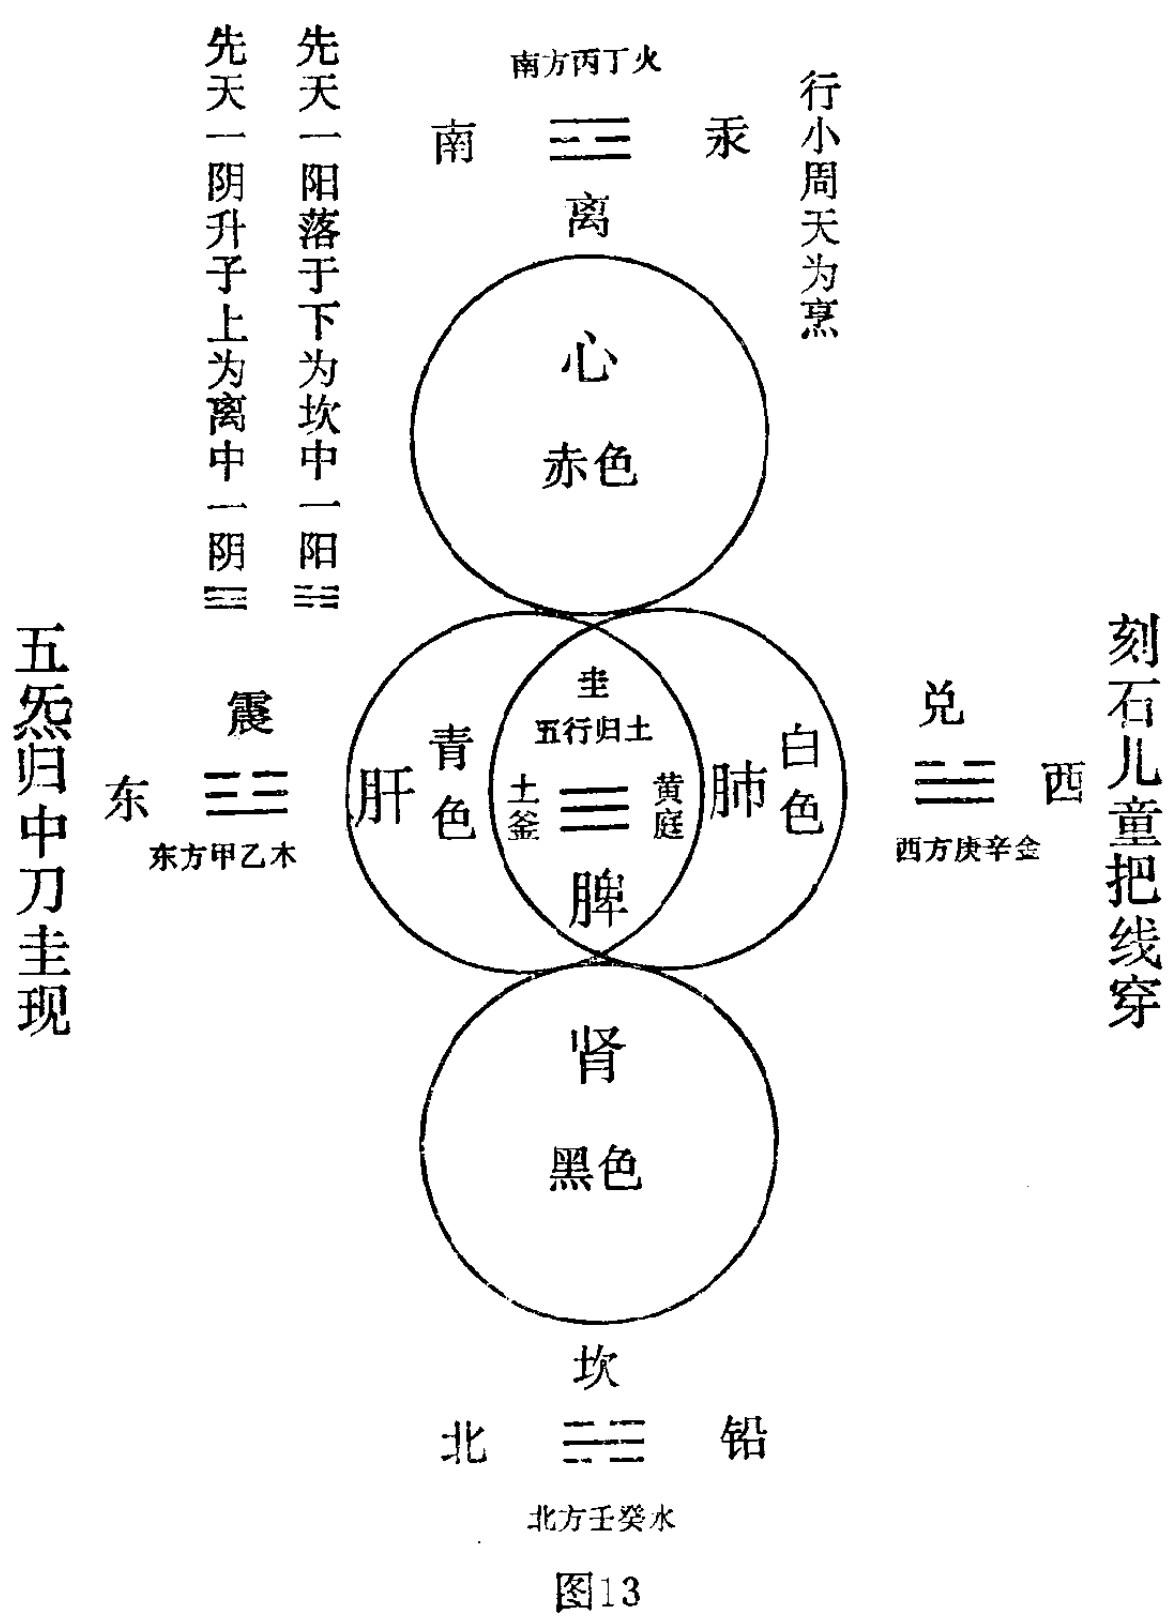 先天一阳落于下为坎中一阳☵
先天一阴升子上为离中一阴☲
南方丙丁火
南 ☲ 汞
离
行小周天为烹
心
赤色
五炁归中刀圭现
刻石儿童把线穿
震
东 ☳
东方甲乙木
肝
青色
圭
五行归土
土釜 ☰ 黄庭
脾
肺
白色
兑
☱ 西
西方庚辛金
肾
黑色
坎
北 ☵ 铅
北方壬癸水
图13